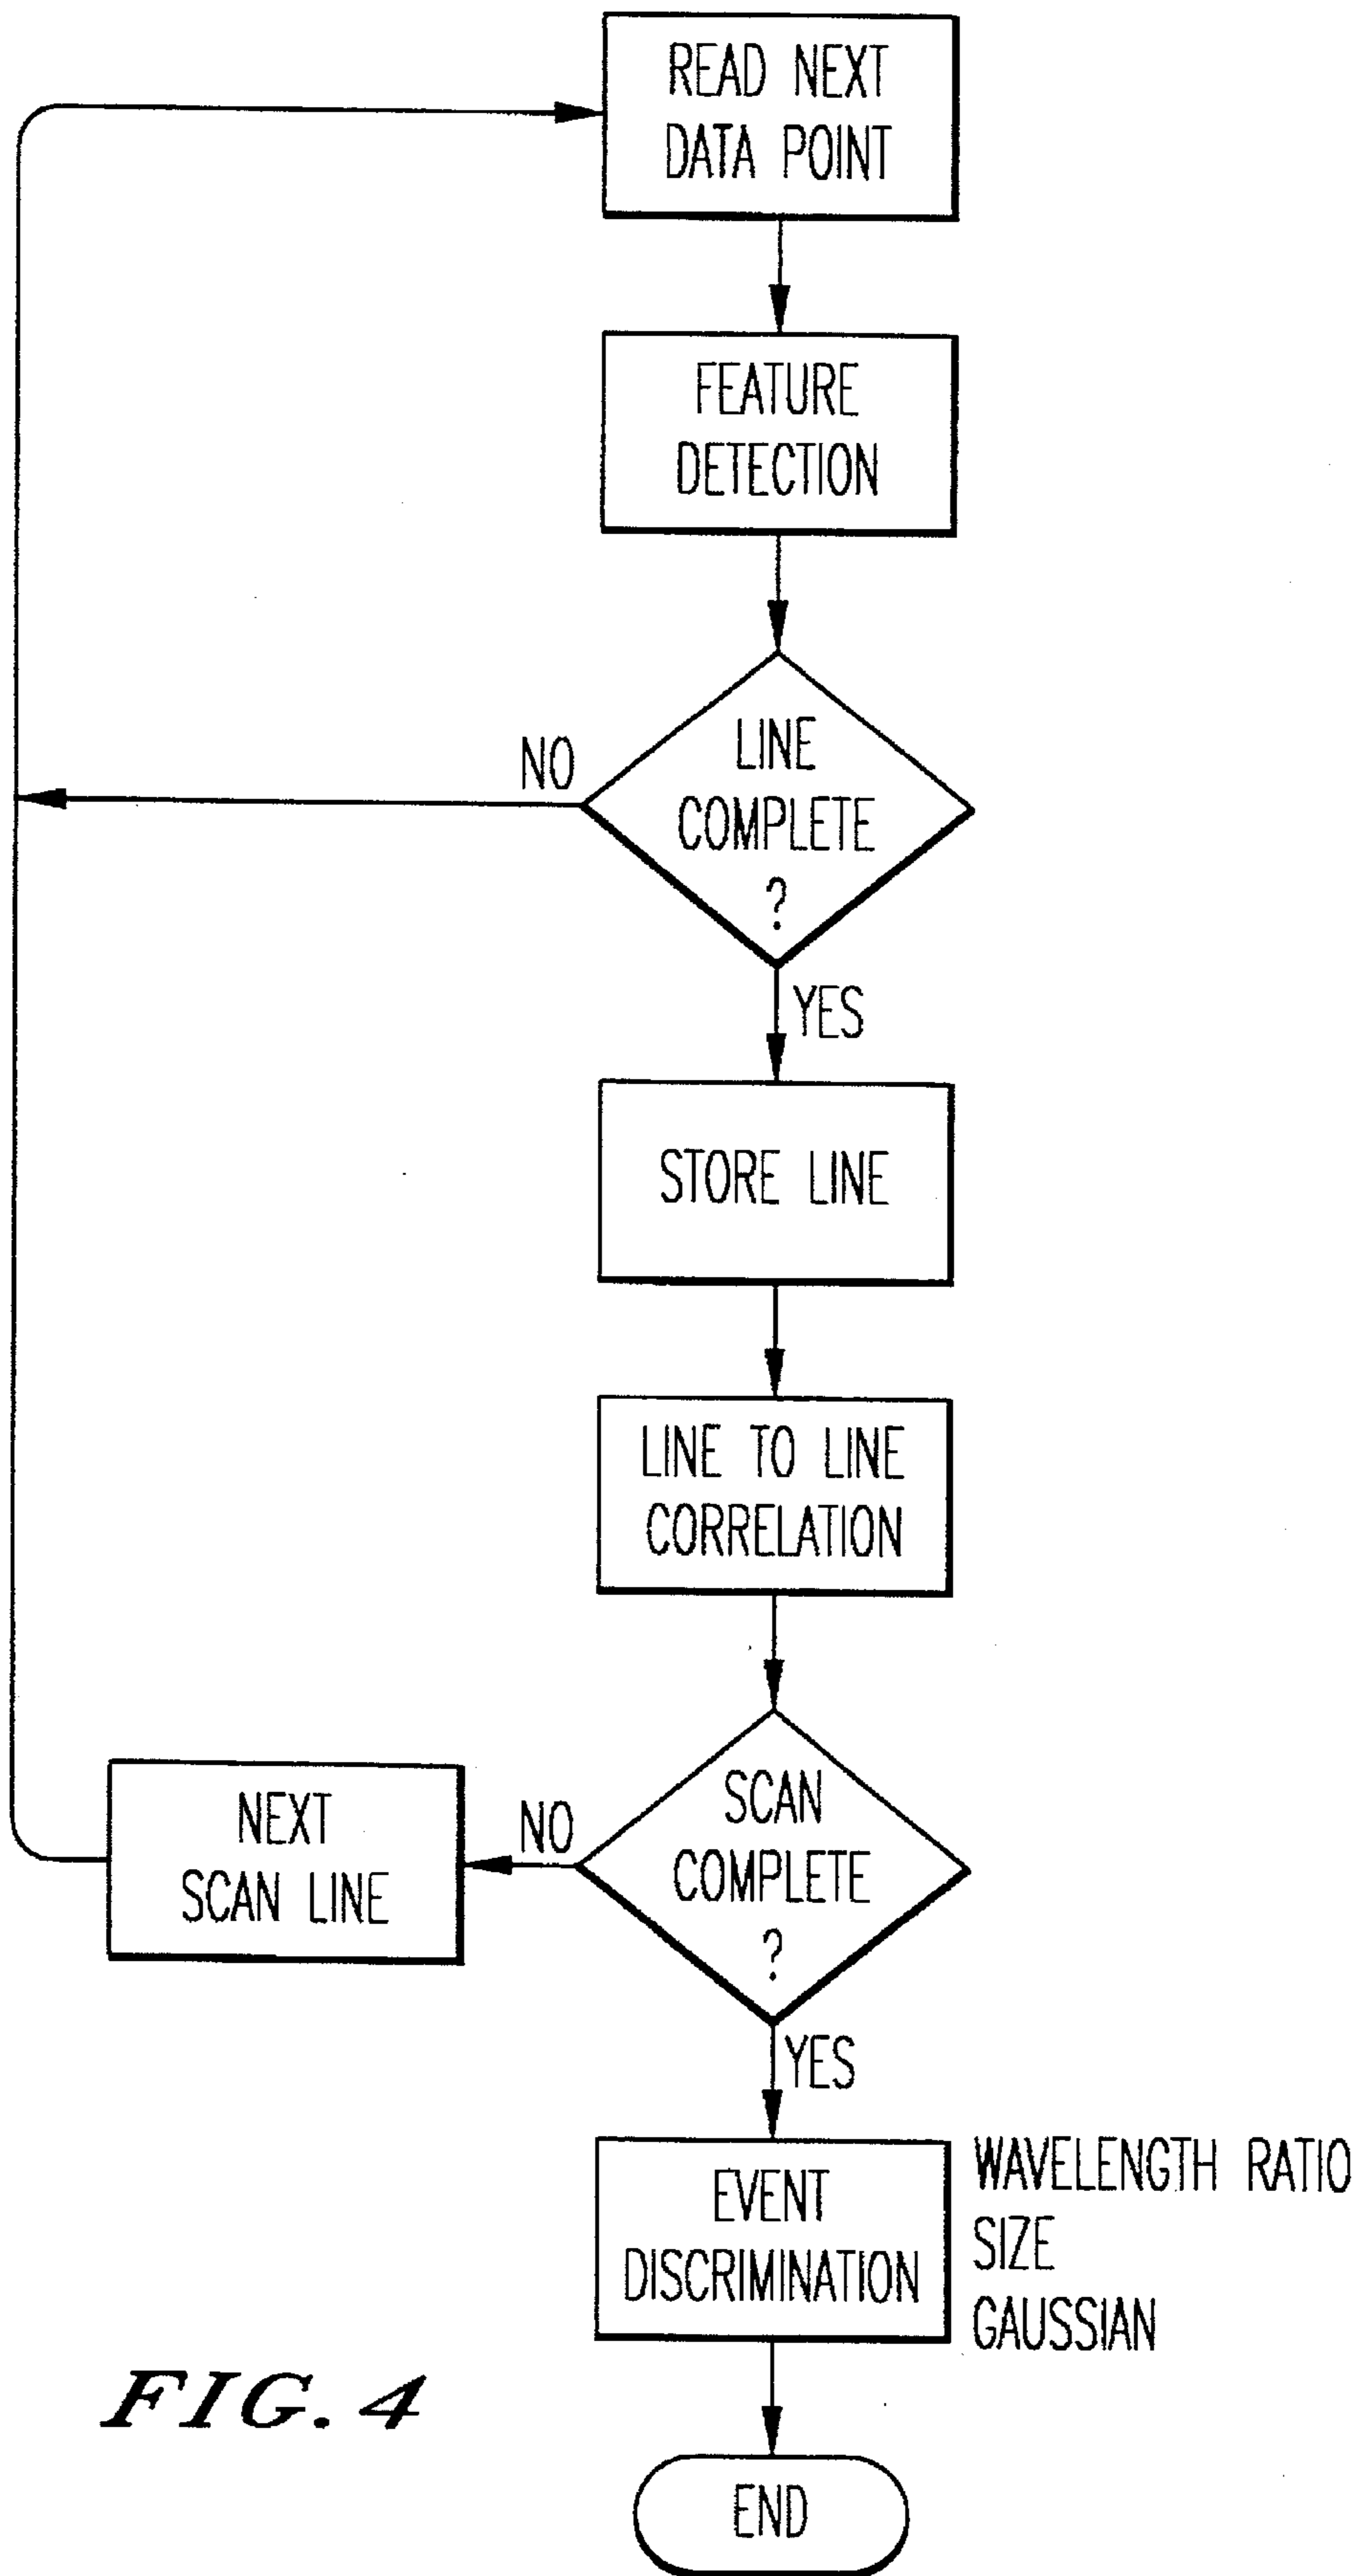 READ NEXT
DATA POINT
FEATURE
DETECTION
LINE
COMPLETE
?
NO
YES
STORE LINE
LINE TO LINE
CORRELATION
SCAN
COMPLETE
?
NO
NEXT
SCAN LINE
YES
EVENT
DISCRIMINATION
WAVELENGTH RATIO
SIZE
GAUSSIAN
END
FIG. 4